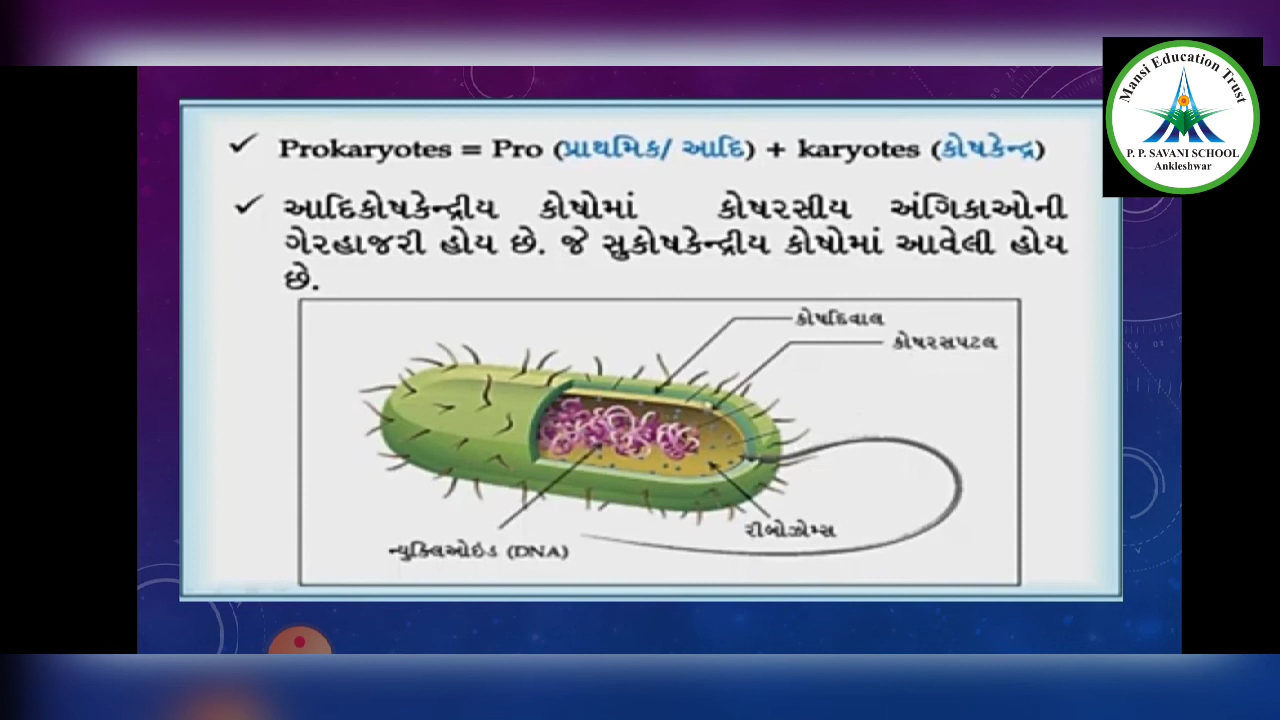 Mansi Education Trust
P. P. SAVANI SCHOOL
Ankleshwar
Prokaryotes = Pro (પ્રાથમિક/ આદિ) + karyotes (કોષકેન્દ્ર)
આદિકોષકેન્દ્રીય કોષોમાં કોષરસીય અંગિકાઓની
ગેરહાજરી હોય છે. જે સુકોષકેન્દ્રીય કોષોમાં આવેલી હોય
છે.
કોષદિવાલ
કોષરસપટલ
રીબોઝોમ્સ
ન્યુક્લિઓઇડ (DNA)